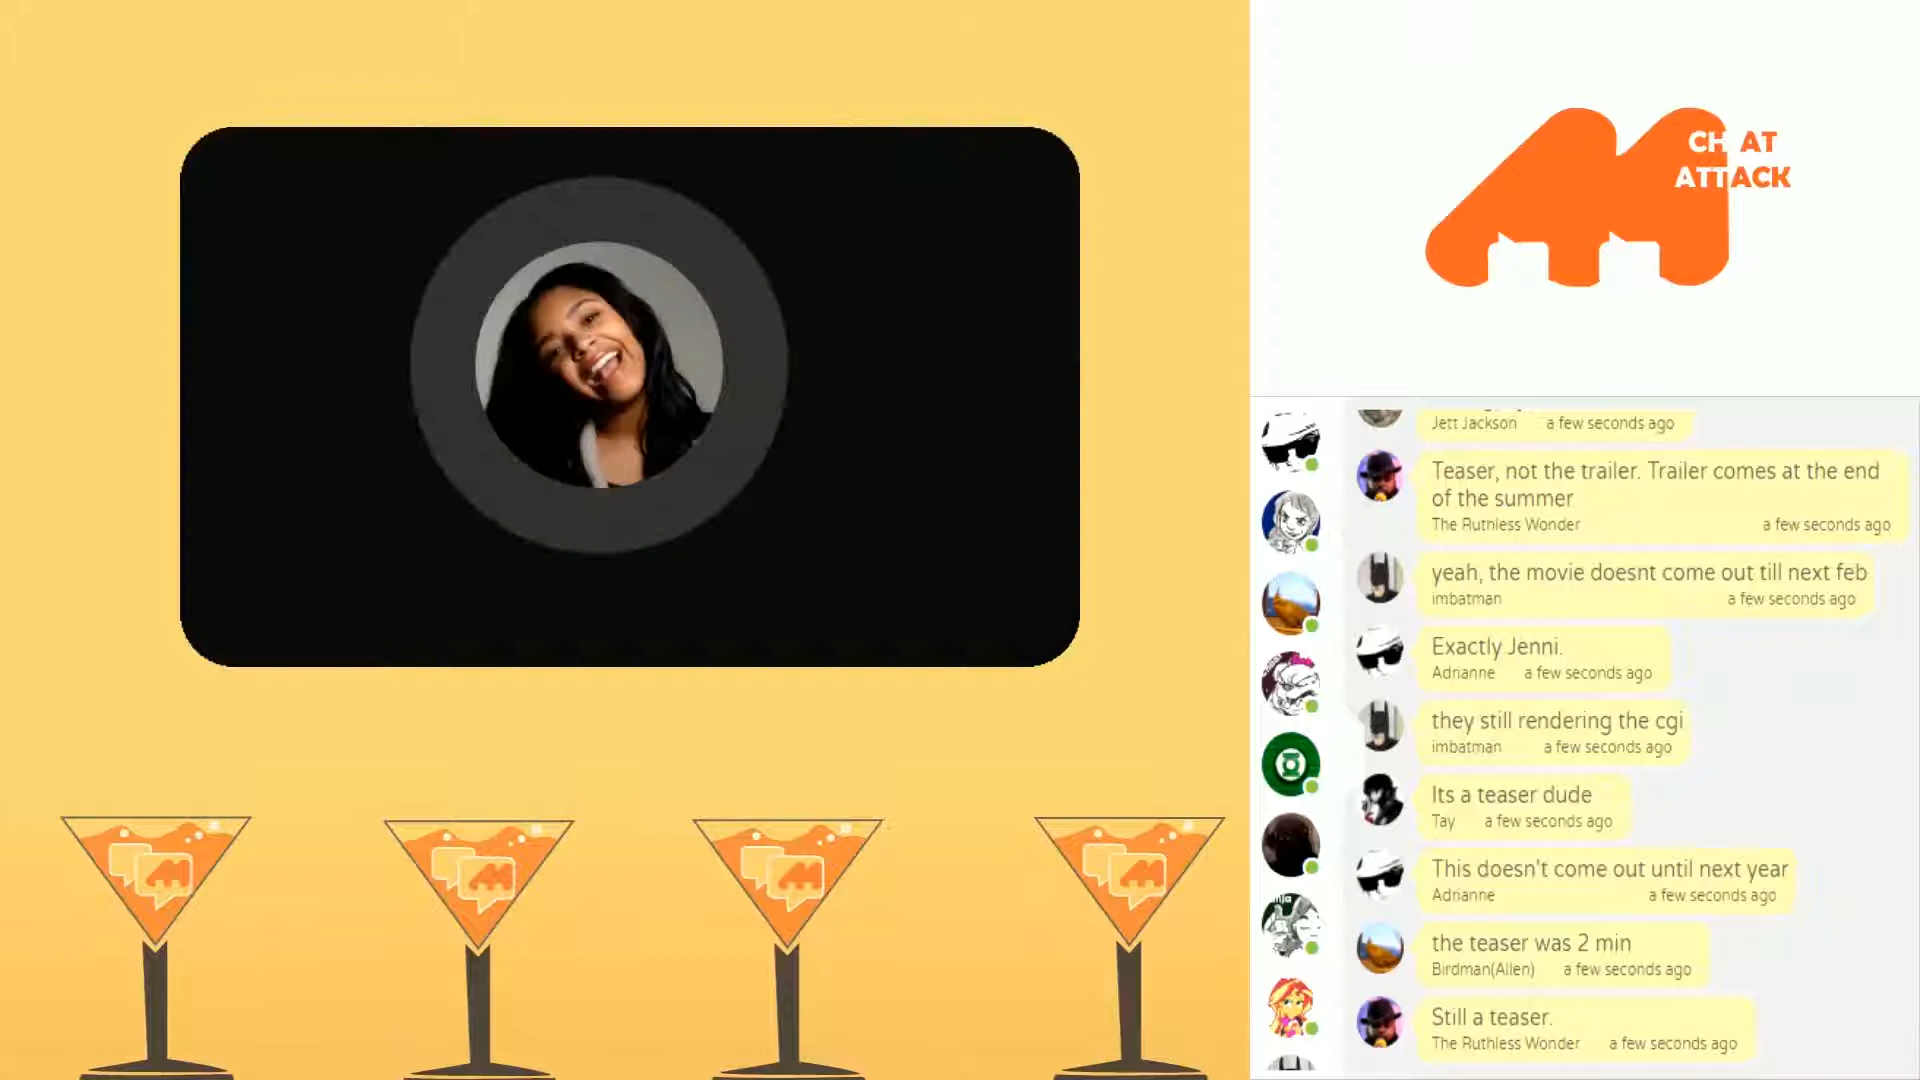 CHAT
ATTACK
Jett Jackson a few seconds ago
Teaser, not the trailer. Trailer comes at the end
of the summer
The Ruthless Wonder a few seconds ago
yeah, the movie doesnt come out till next feb
imbatman a few seconds ago
Exactly Jenni.
Adrianne a few seconds ago
they still rendering the cgi
imbatman a few seconds ago
Its a teaser dude
Tay a few seconds ago
This doesn't come out until next year
Adrianne a few seconds ago
the teaser was 2 min
Birdman(Allen) a few seconds ago
Still a teaser.
The Ruthless Wonder a few seconds ago